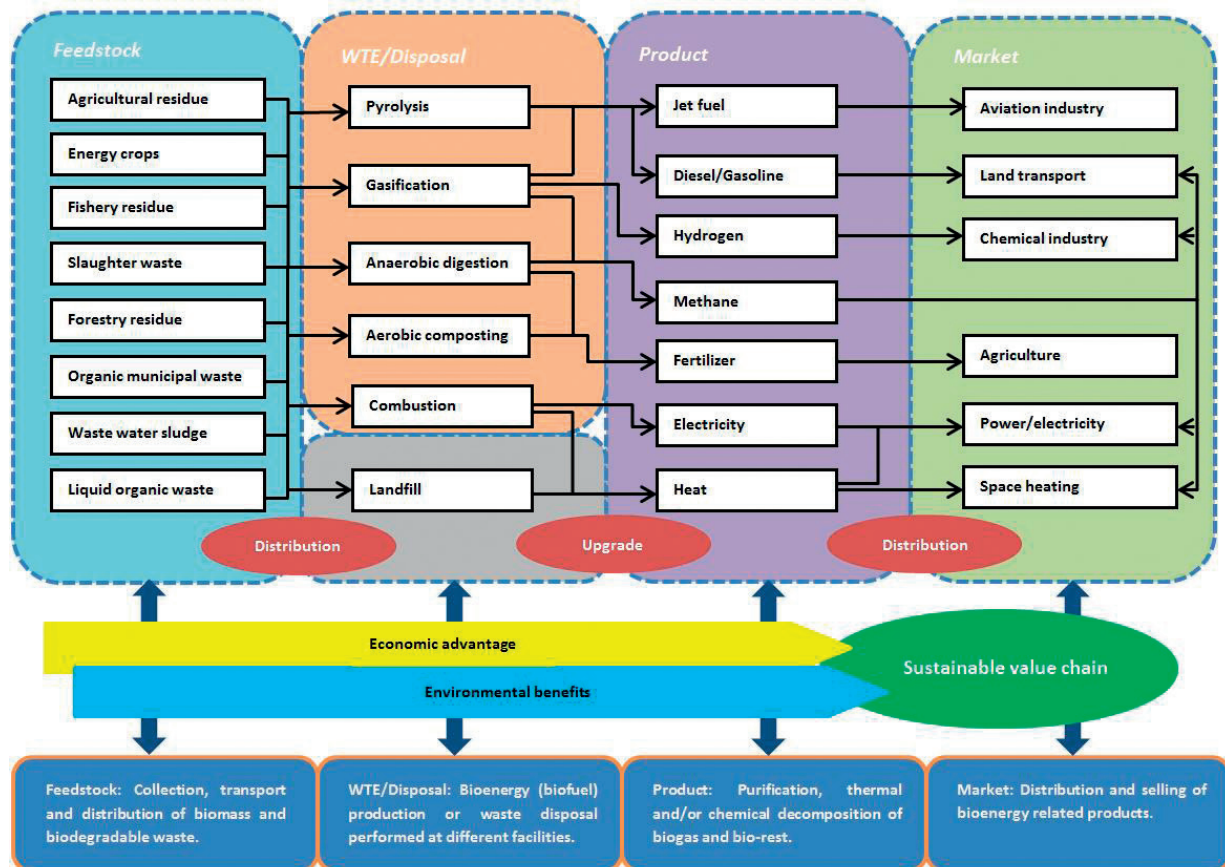 Feedstock
Agricultural residue
Energy crops
Fishery residue
Slaughter waste
Forestry residue
Organic municipal waste
Waste water sludge
Liquid organic waste
WTE/Disposal
Pyrolysis
Gasification
Anaerobic digestion
Aerobic composting
Combustion
Landfill
Product
Jet fuel
Diesel/Gasoline
Hydrogen
Methane
Fertilizer
Electricity
Heat
Market
Aviation industry
Land transport
Chemical industry
Agriculture
Power/electricity
Space heating
Distribution
Upgrade
Distribution
Economic advantage
Environmental benefits
Sustainable value chain
Feedstock: Collection, transport
and distribution of biomass and
biodegradable waste.
WTE/Disposal: Bioenergy (biofuel)
production or waste disposal
performed at different facilities.
Product: Purification, thermal
and/or chemical decomposition of
biogas and bio-rest.
Market: Distribution and selling of
bioenergy related products.